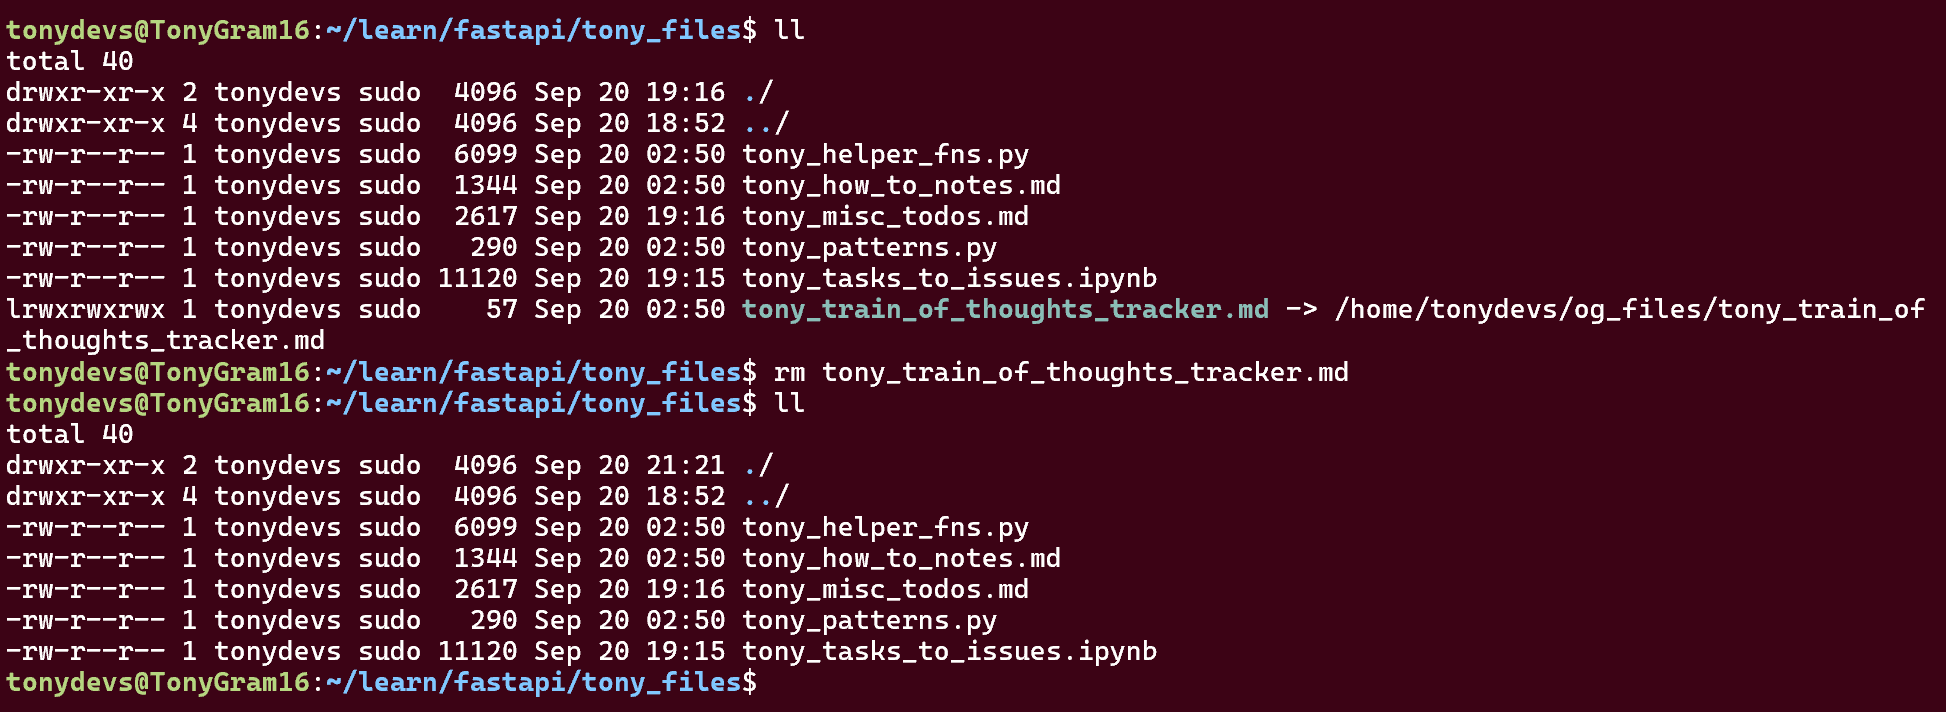 tonydevs@TonyGram16:~/learn/fastapi/tony_files$ ll
total 40
drwxr-xr-x 2 tonydevs sudo  4096 Sep 20 19:16 ./
drwxr-xr-x 4 tonydevs sudo  4096 Sep 20 18:52 ../
-rw-r--r-- 1 tonydevs sudo  6099 Sep 20 02:50 tony_helper_fns.py
-rw-r--r-- 1 tonydevs sudo  1344 Sep 20 02:50 tony_how_to_notes.md
-rw-r--r-- 1 tonydevs sudo  2617 Sep 20 19:16 tony_misc_todos.md
-rw-r--r-- 1 tonydevs sudo   290 Sep 20 02:50 tony_patterns.py
-rw-r--r-- 1 tonydevs sudo 11120 Sep 20 19:15 tony_tasks_to_issues.ipynb
lrwxrwxrwx 1 tonydevs sudo    57 Sep 20 02:50 tony_train_of_thoughts_tracker.md -> /home/tonydevs/og_files/tony_train_of
_thoughts_tracker.md
tonydevs@TonyGram16:~/learn/fastapi/tony_files$ rm tony_train_of_thoughts_tracker.md
tonydevs@TonyGram16:~/learn/fastapi/tony_files$ ll
total 40
drwxr-xr-x 2 tonydevs sudo  4096 Sep 20 21:21 ./
drwxr-xr-x 4 tonydevs sudo  4096 Sep 20 18:52 ../
-rw-r--r-- 1 tonydevs sudo  6099 Sep 20 02:50 tony_helper_fns.py
-rw-r--r-- 1 tonydevs sudo  1344 Sep 20 02:50 tony_how_to_notes.md
-rw-r--r-- 1 tonydevs sudo  2617 Sep 20 19:16 tony_misc_todos.md
-rw-r--r-- 1 tonydevs sudo   290 Sep 20 02:50 tony_patterns.py
-rw-r--r-- 1 tonydevs sudo 11120 Sep 20 19:15 tony_tasks_to_issues.ipynb
tonydevs@TonyGram16:~/learn/fastapi/tony_files$